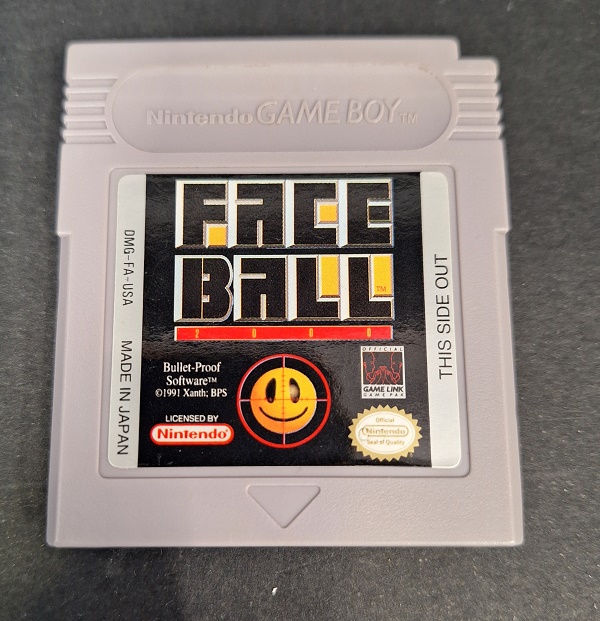 Nintendo GAME BOY TM
FACE
BALL TM
2000
DMG-FA-USA
MADE IN JAPAN
THIS SIDE OUT
Bullet-Proof
Software™
©1991 Xanth; BPS
LICENSED BY
Nintendo
OFFICIAL
GAME LINK
GAME PAK
Official
Nintendo
Seal of Quality